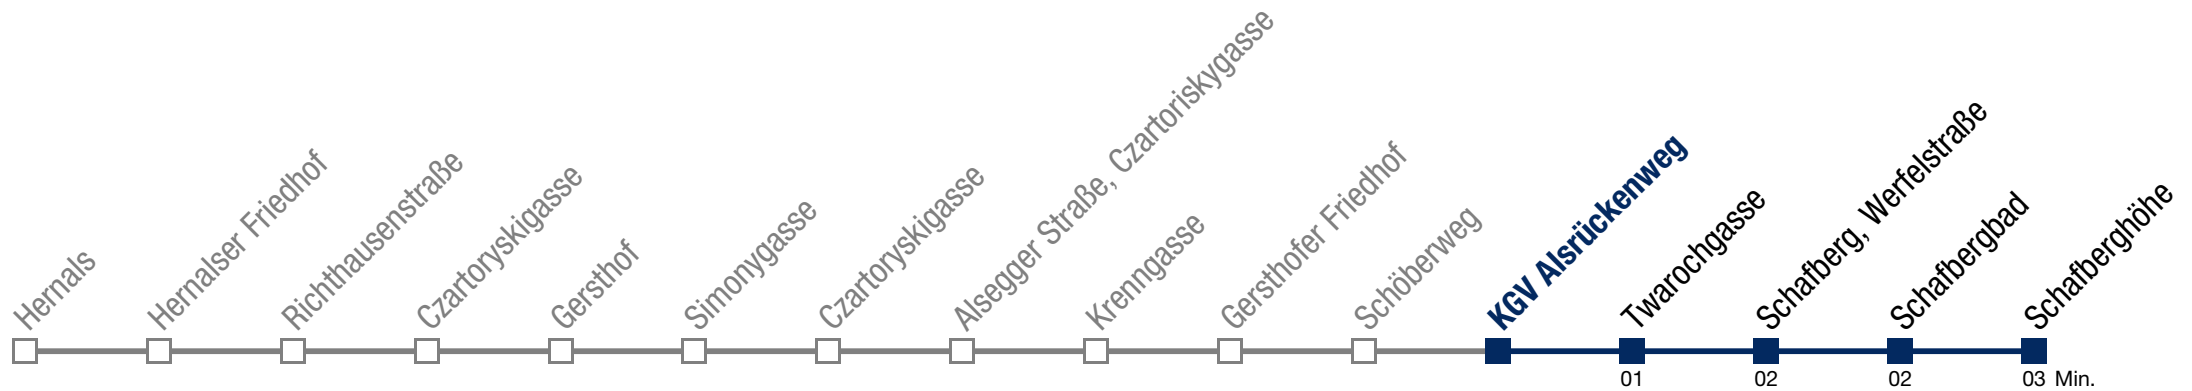 Hernals
Hernalser Friedhof
Richthausenstraße
Czartoryskigasse
Gersthof
Simonygasse
Czartoryskigasse
Alsegger Straße, Czartoriskygasse
Krenngasse
Gersthofer Friedhof
Schöberweg
KGV Alsrückenweg
Twarochgasse
Schafberg, Werfelstraße
Schafbergbad
Schafberghöhe
01 02 02 03 Min.